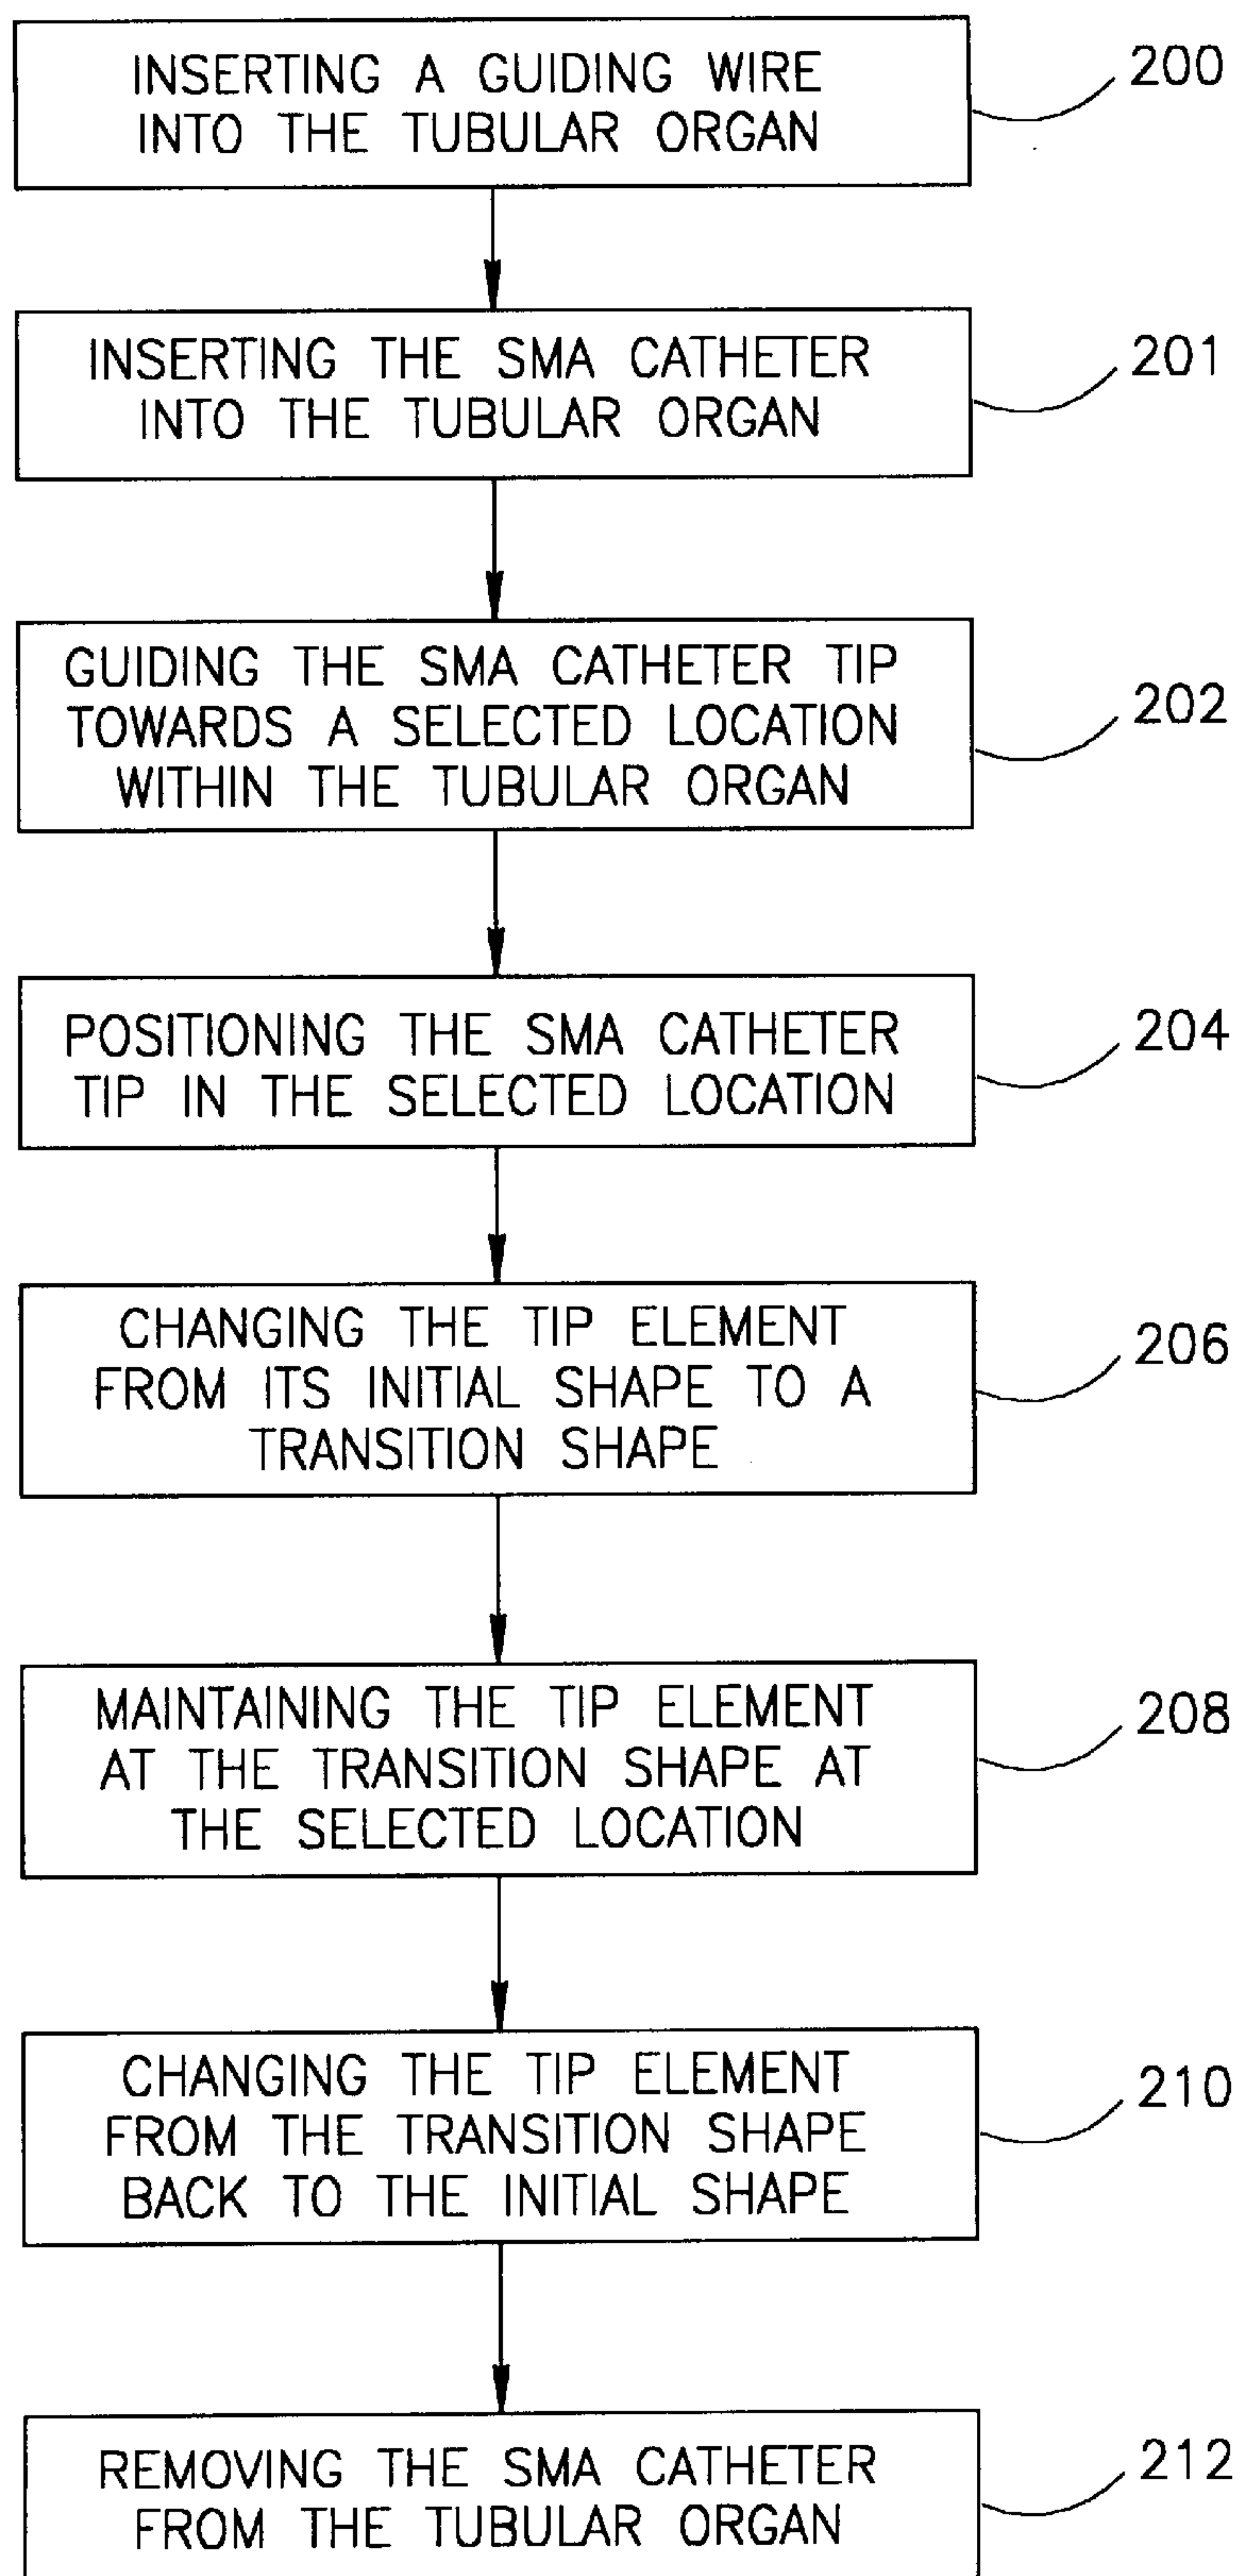 INSERTING A GUIDING WIRE
INTO THE TUBULAR ORGAN
200
INSERTING THE SMA CATHETER
INTO THE TUBULAR ORGAN
201
GUIDING THE SMA CATHETER TIP
TOWARDS A SELECTED LOCATION
WITHIN THE TUBULAR ORGAN
202
POSITIONING THE SMA CATHETER
TIP IN THE SELECTED LOCATION
204
CHANGING THE TIP ELEMENT
FROM ITS INITIAL SHAPE TO A
TRANSITION SHAPE
206
MAINTAINING THE TIP ELEMENT
AT THE TRANSITION SHAPE AT
THE SELECTED LOCATION
208
CHANGING THE TIP ELEMENT
FROM THE TRANSITION SHAPE
BACK TO THE INITIAL SHAPE
210
REMOVING THE SMA CATHETER
FROM THE TUBULAR ORGAN
212